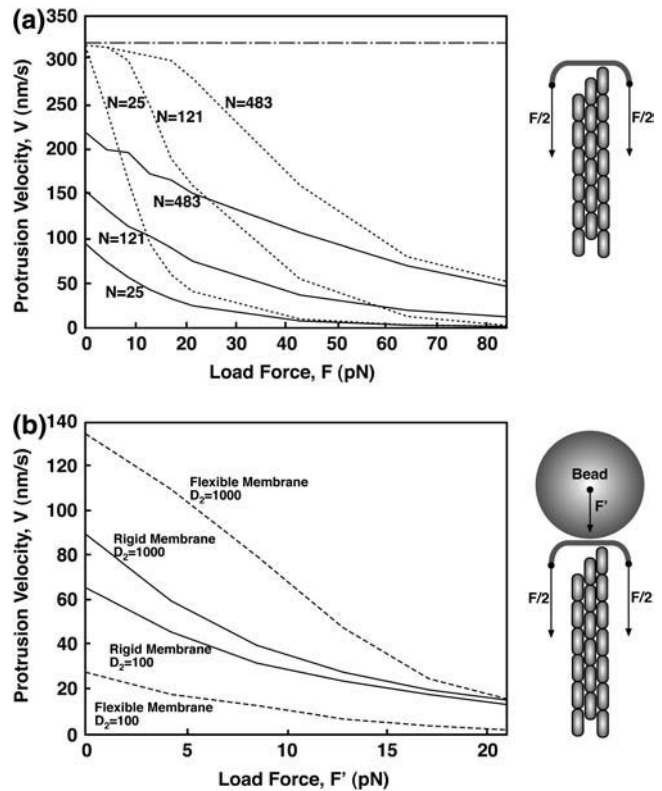 (a)
350
300
250
200
150
100
50
0
Protrusion Velocity, V (nm/s)
N=25
N=121
N=483
N=483
N=121
N=25
0 10 20 30 40 50 60 70 80
Load Force, F (pN)
F/2 F/2
(b)
140
120
100
80
60
40
20
0
Protrusion Velocity, V (nm/s)
Flexible Membrane
D₂=1000
Rigid Membrane
D₂=1000
Rigid Membrane
D₂=100
Flexible Membrane
D₂=100
0 5 10 15 20
Load Force, F' (pN)
Bead
F'
F/2 F/2